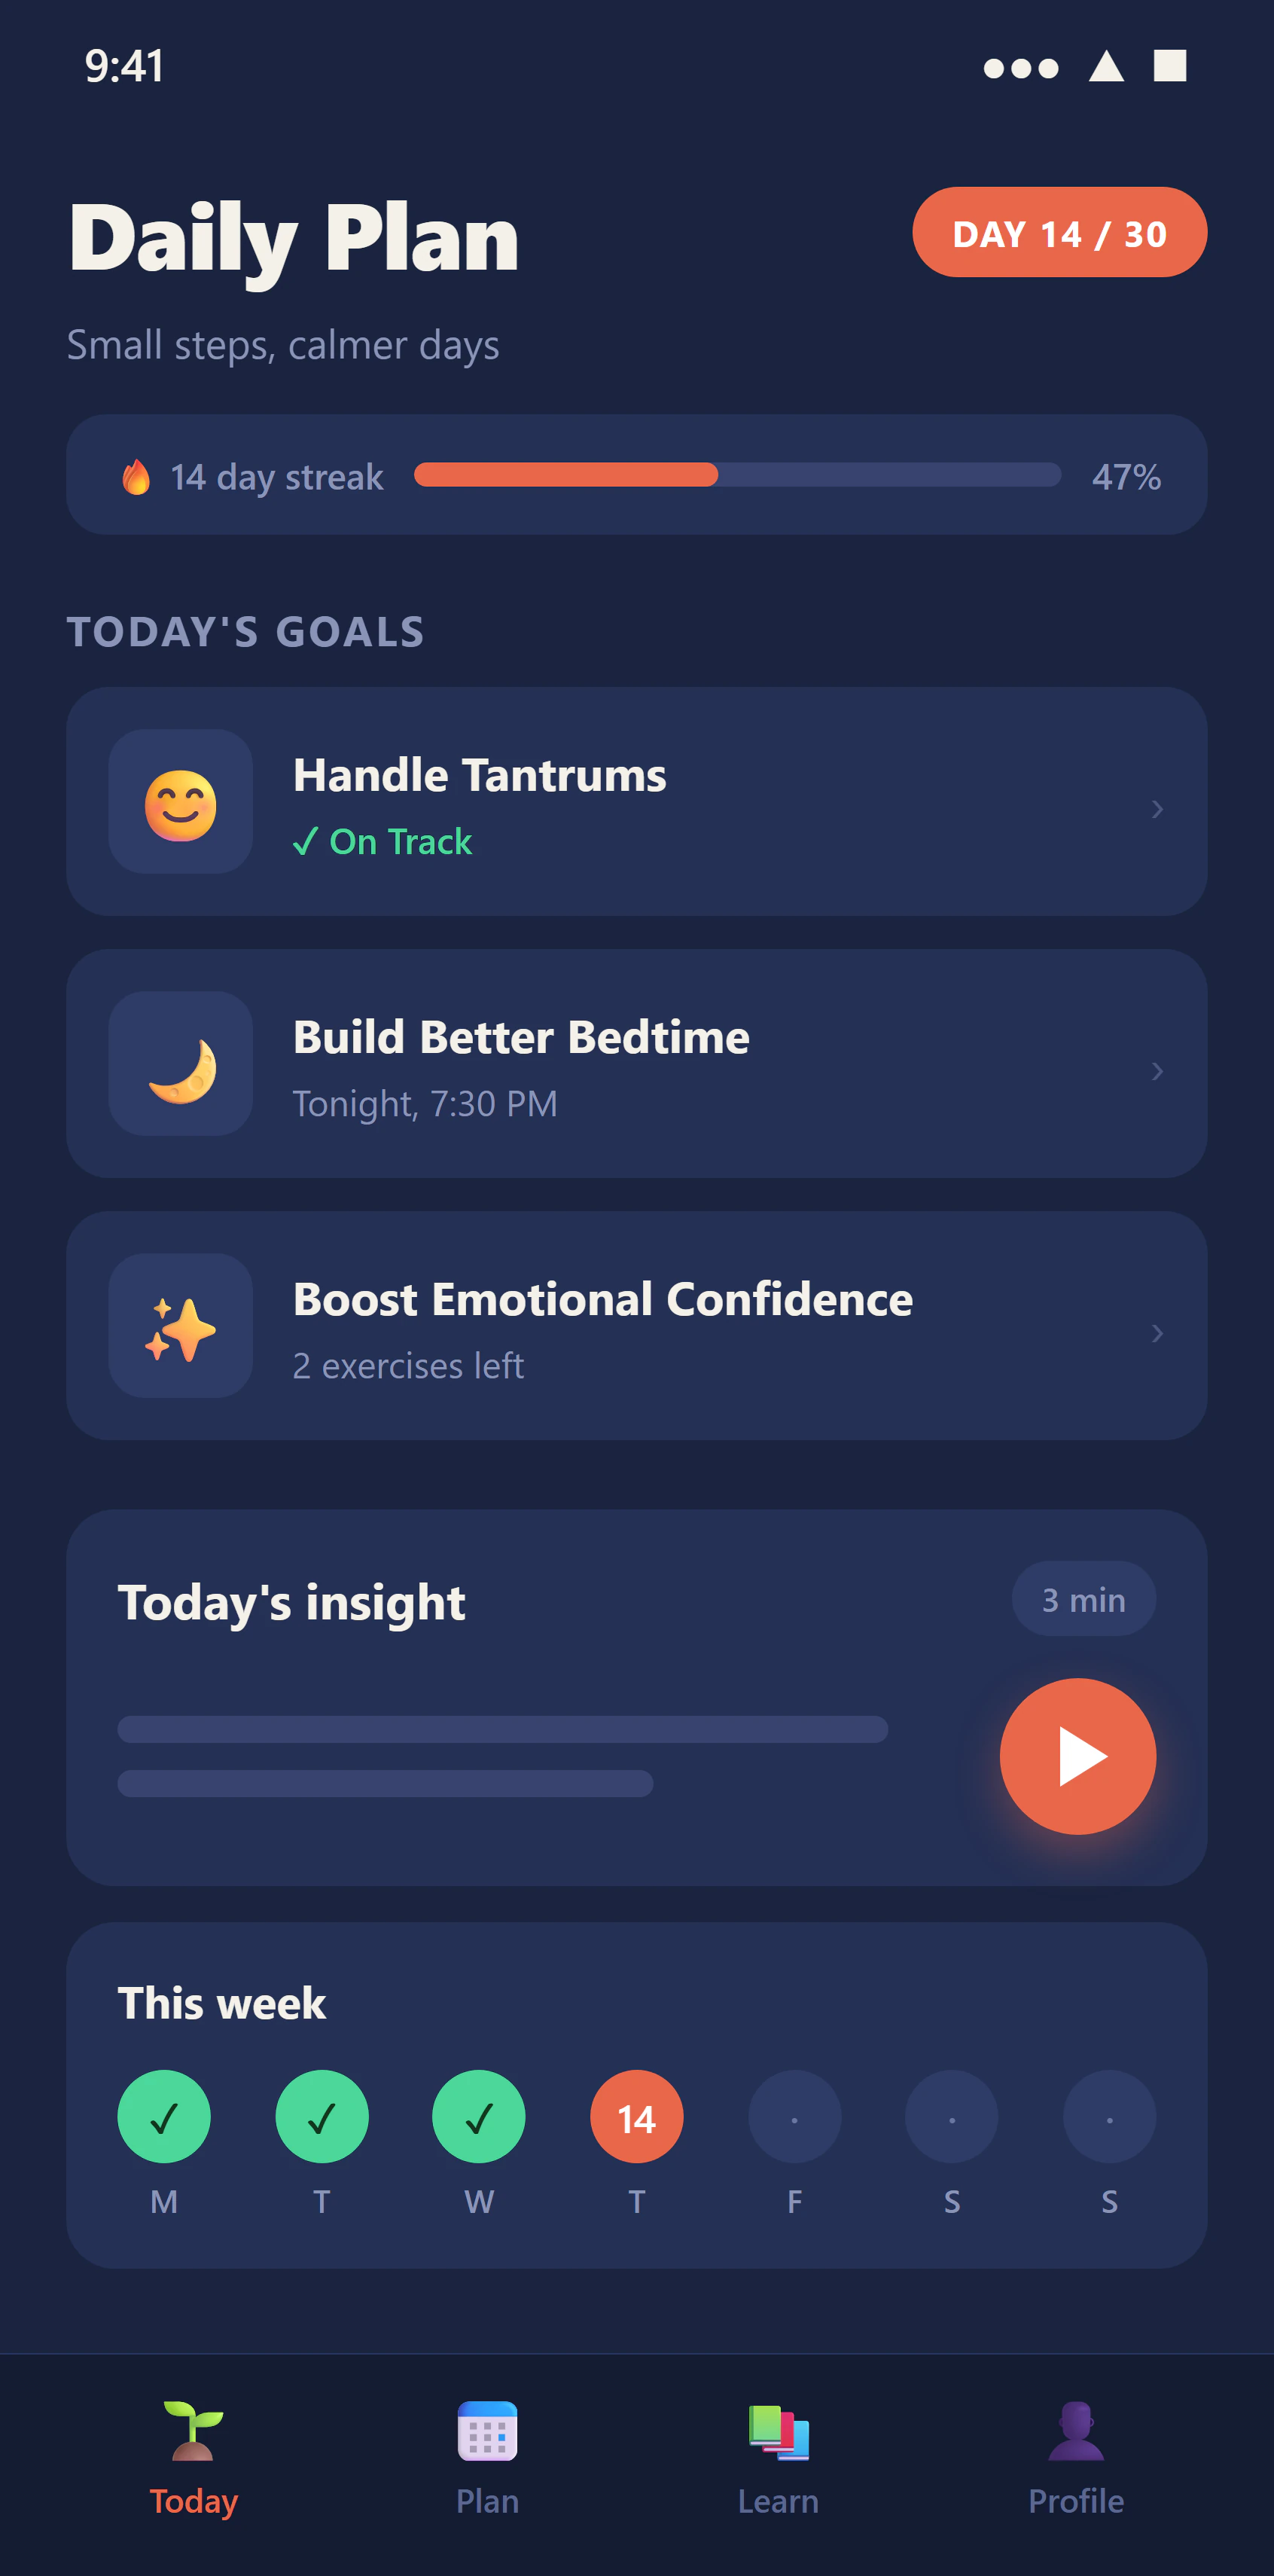 9:41
Daily Plan
DAY 14 / 30
Small steps, calmer days
14 day streak
47%
TODAY'S GOALS
Handle Tantrums
✓ On Track
Build Better Bedtime
Tonight, 7:30 PM
Boost Emotional Confidence
2 exercises left
Today's insight
3 min
This week
✓ ✓ ✓ 14 · · ·
M T W T F S S
Today Plan Learn Profile